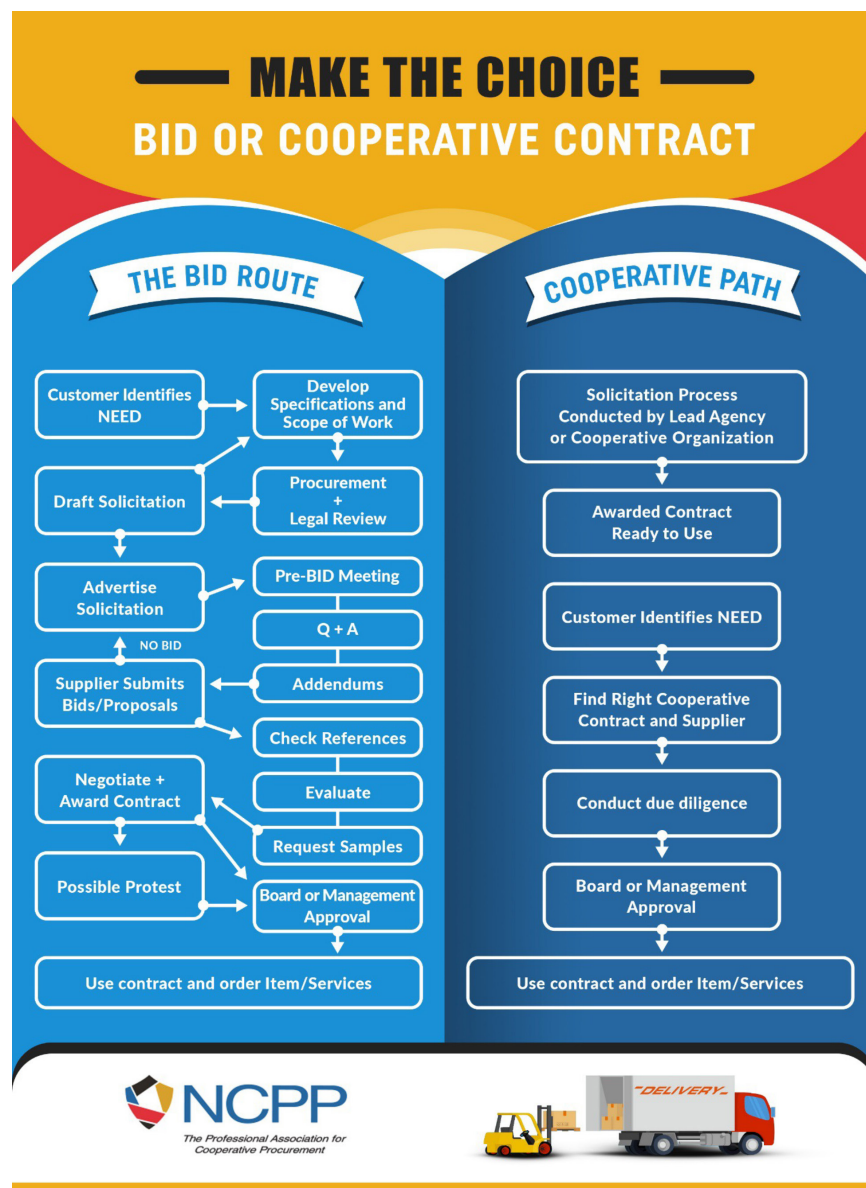 MAKE THE CHOICE
BID OR COOPERATIVE CONTRACT
THE BID ROUTE
Customer Identifies
NEED
Develop
Specifications and
Scope of Work
Draft Solicitation
Procurement
+
Legal Review
Advertise
Solicitation
Pre-BID Meeting
Q + A
NO BID
Supplier Submits
Bids/Proposals
Addendums
Check References
Negotiate +
Award Contract
Evaluate
Request Samples
Possible Protest
Board or Management
Approval
Use contract and order Item/Services
COOPERATIVE PATH
Solicitation Process
Conducted by Lead Agency
or Cooperative Organization
Awarded Contract
Ready to Use
Customer Identifies NEED
Find Right Cooperative
Contract and Supplier
Conduct due diligence
Board or Management
Approval
Use contract and order Item/Services
NCPP
The Professional Association for
Cooperative Procurement
DELIVERY